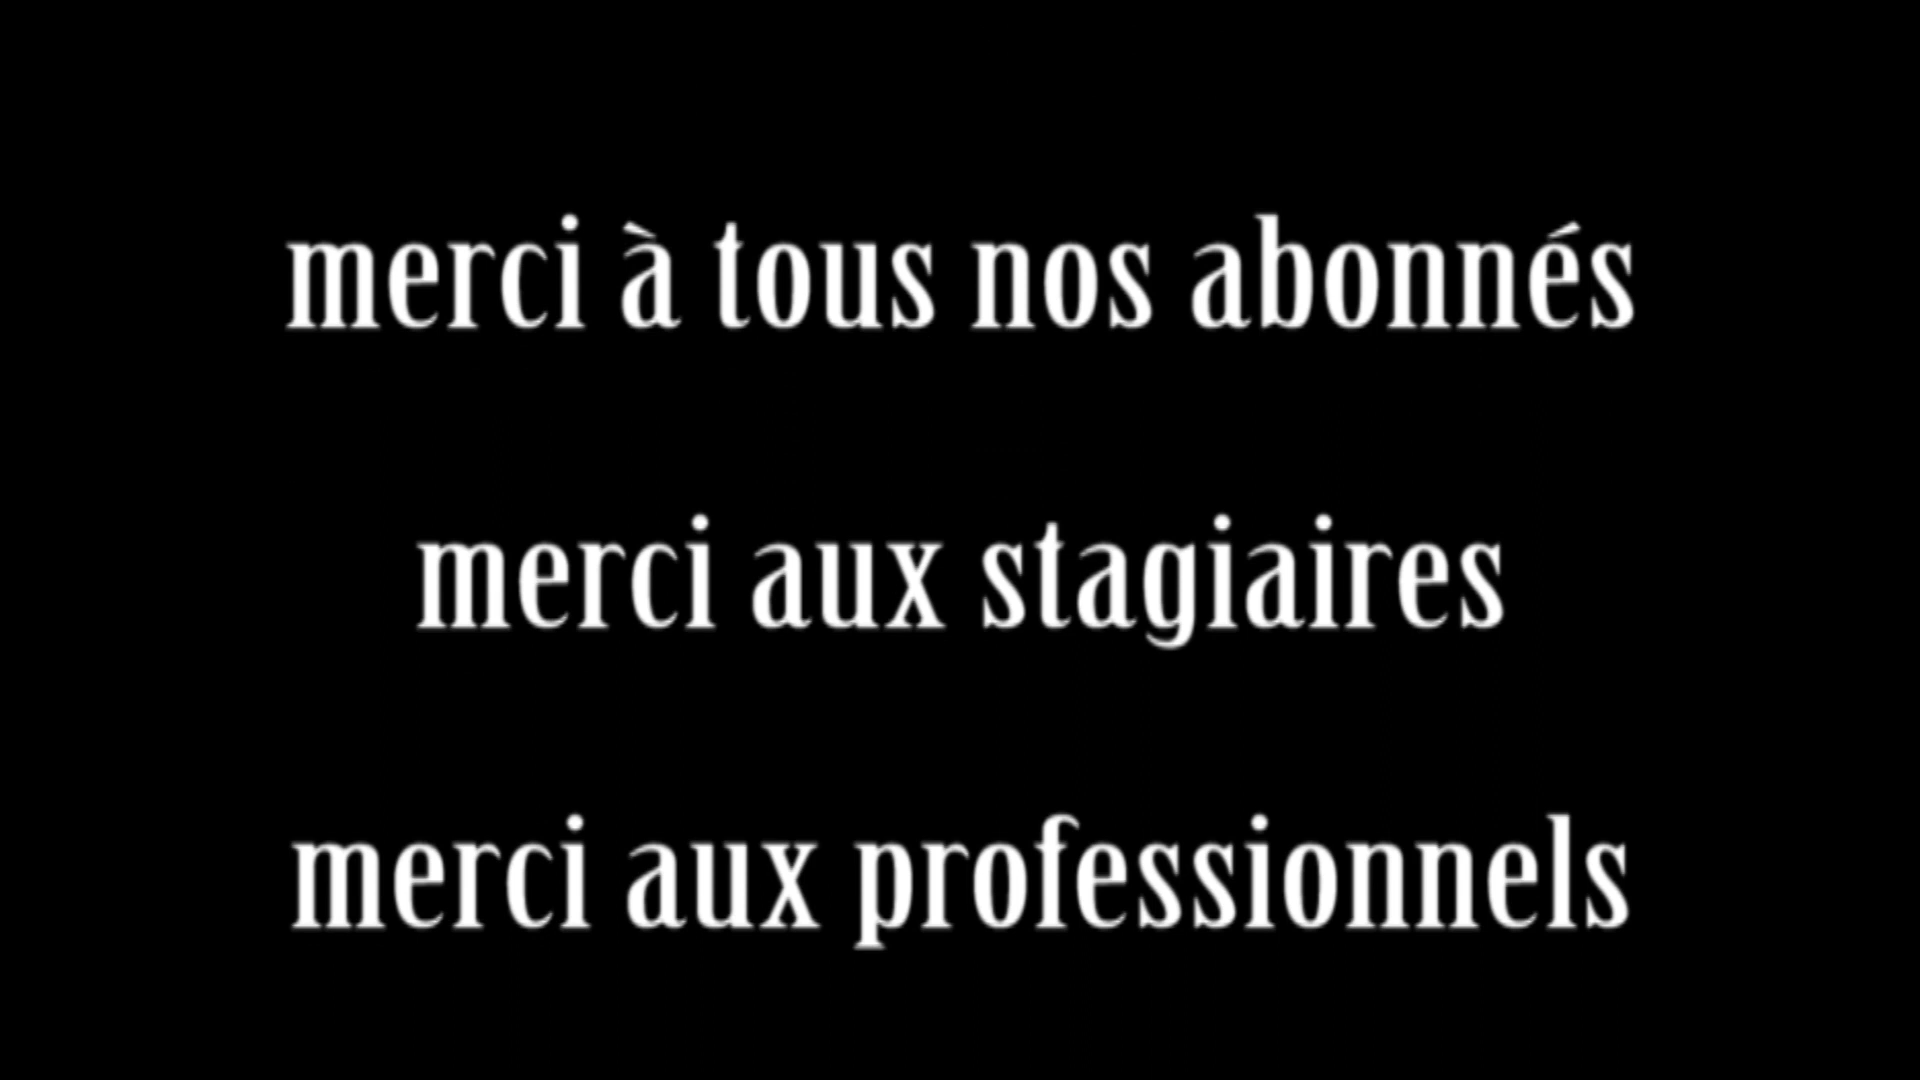 merci à tous nos abonnés
merci aux stagiaires
merci aux professionnels